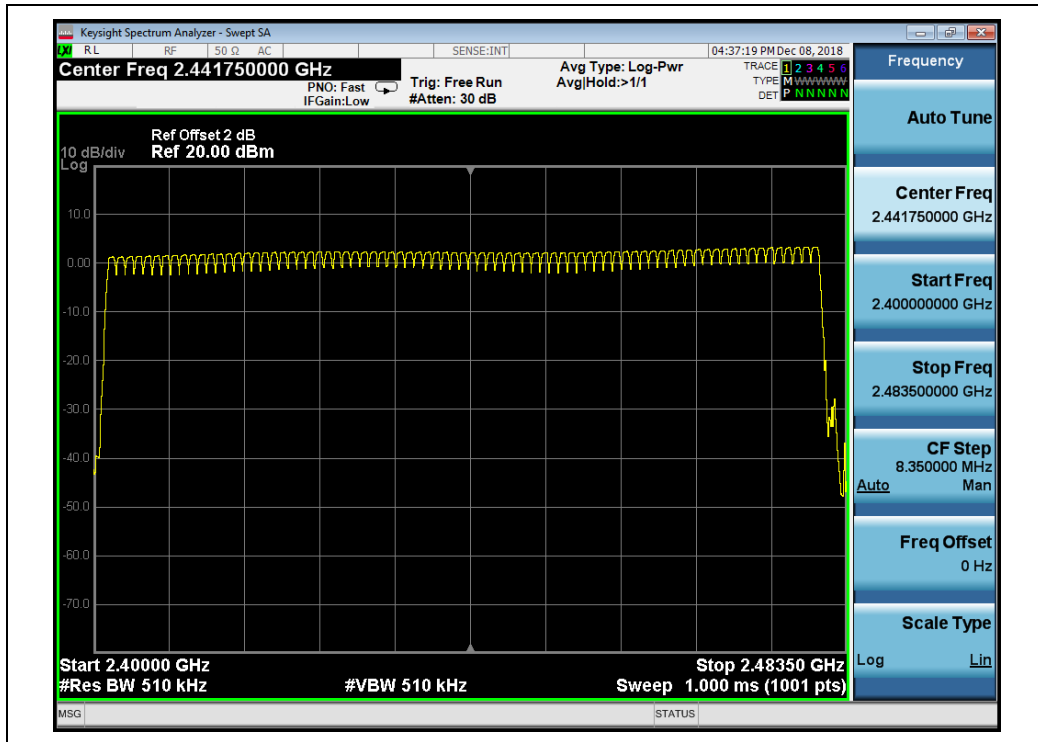 Keysight Spectrum Analyzer - Swept SA
LXI RL RF 50 Ω AC SENSE:INT 04:37:19 PM Dec 08, 2018
Center Freq 2.441750000 GHz
PNO: Fast
IFGain:Low
Trig: Free Run
#Atten: 30 dB
Avg Type: Log-Pwr
Avg|Hold:>1/1
TRACE 1 2 3 4 5 6
TYPE M WWWWW
DET P N N N N N
Ref Offset 2 dB
10 dB/div Ref 20.00 dBm
Log
10.0
0.00
-10.0
-20.0
-30.0
-40.0
-50.0
-60.0
-70.0
Start 2.40000 GHz Stop 2.48350 GHz
#Res BW 510 kHz #VBW 510 kHz Sweep 1.000 ms (1001 pts)
MSG STATUS
Frequency
Auto Tune
Center Freq
2.441750000 GHz
Start Freq
2.400000000 GHz
Stop Freq
2.483500000 GHz
CF Step
8.350000 MHz
Auto Man
Freq Offset
0 Hz
Scale Type
Log Lin